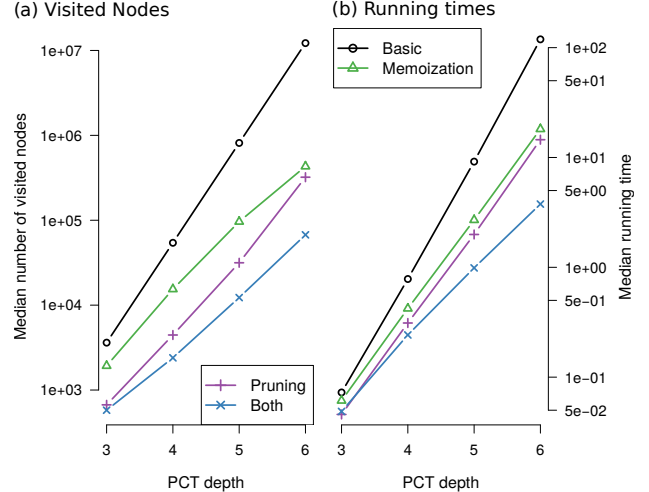 (a) Visited Nodes
(b) Running times
Median number of visited nodes
1e+07
1e+06
1e+05
1e+04
1e+03
Pruning
Both
3
4
5
6
PCT depth
Basic
Memoization
1e+02
5e+01
1e+01
5e+00
1e+00
5e-01
1e-01
5e-02
Median running time
3
4
5
6
PCT depth